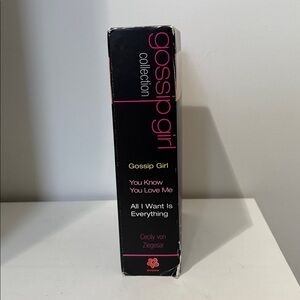 gossip girl
collection
Gossip Girl
You Know
You Love Me
All I Want Is
Everything
Cecily von
Ziegesar